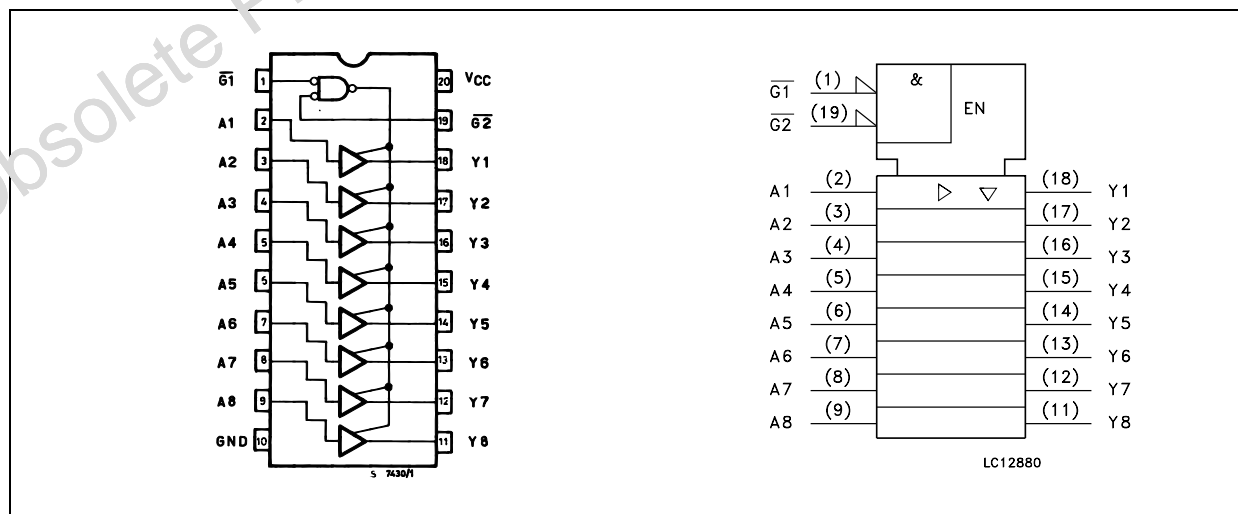 Obsolete Pr
G1 1 20 VCC
A1 2 19 G2
A2 3 18 Y1
A3 4 17 Y2
A4 5 16 Y3
A5 6 15 Y4
A6 7 14 Y5
A7 8 13 Y6
A8 9 12 Y7
GND 10 11 Y8
S 7430/1
&
EN
G1 (1)
G2 (19)
A1 (2) (18) Y1
A2 (3) (17) Y2
A3 (4) (16) Y3
A4 (5) (15) Y4
A5 (6) (14) Y5
A6 (7) (13) Y6
A7 (8) (12) Y7
A8 (9) (11) Y8
LC12880